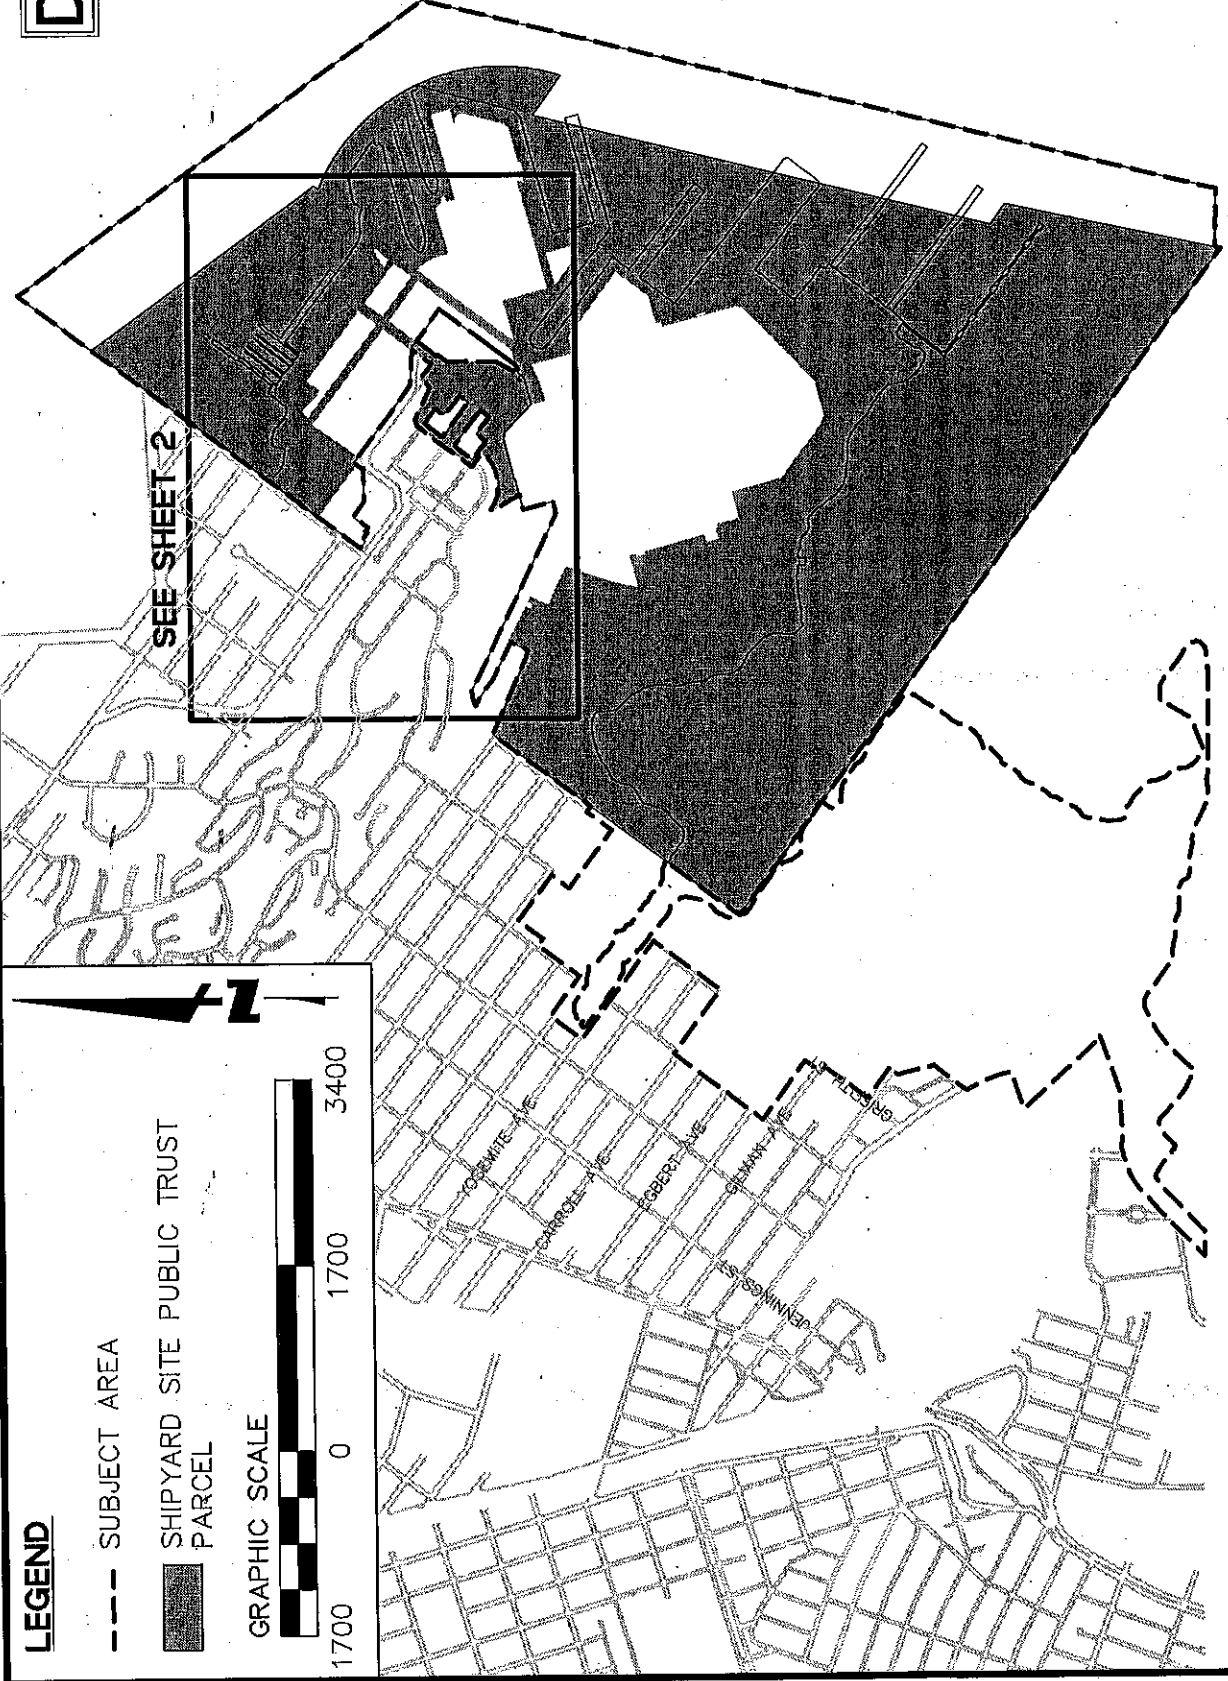 D
SEE SHEET 2
LEGEND
SUBJECT AREA
SHIPYARD SITE PUBLIC TRUST
PARCEL
GRAPHIC SCALE
1700 0 1700 3400
N
YOSEMITE AVE
CARROLL AVE
EGBERT AVE
GILMAN AVE
JENNINGS ST
GRIFFITH ST